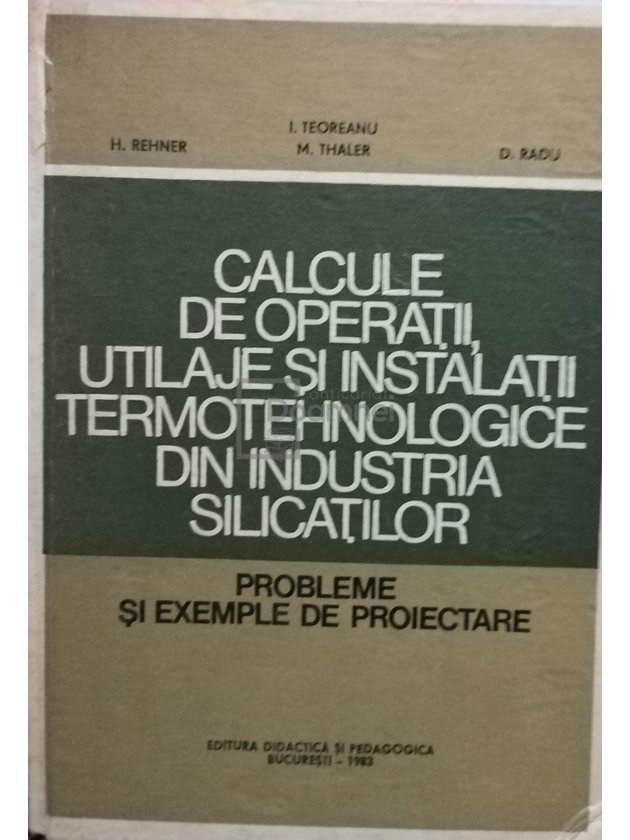 I. TEOREANU
H. REHNER M. THALER D. RADU
CALCULE
DE OPERAȚII,
UTILAJE ȘI INSTALAȚII
TERMOTEHNOLOGICE
DIN INDUSTRIA
SILICAȚILOR
anticariat
PROBLEME
ȘI EXEMPLE DE PROIECTARE
EDITURA DIDACTICA ȘI PEDAGOGICA
BUCUREȘTI - 1983